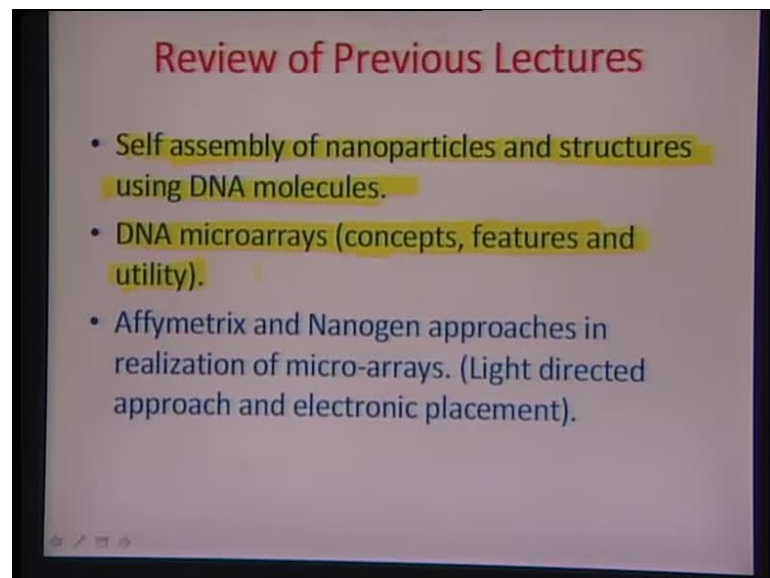 Review of Previous Lectures
• Self assembly of nanoparticles and structures
using DNA molecules.
• DNA microarrays (concepts, features and
utility).
• Affymetrix and Nanogen approaches in
realization of micro-arrays. (Light directed
approach and electronic placement).